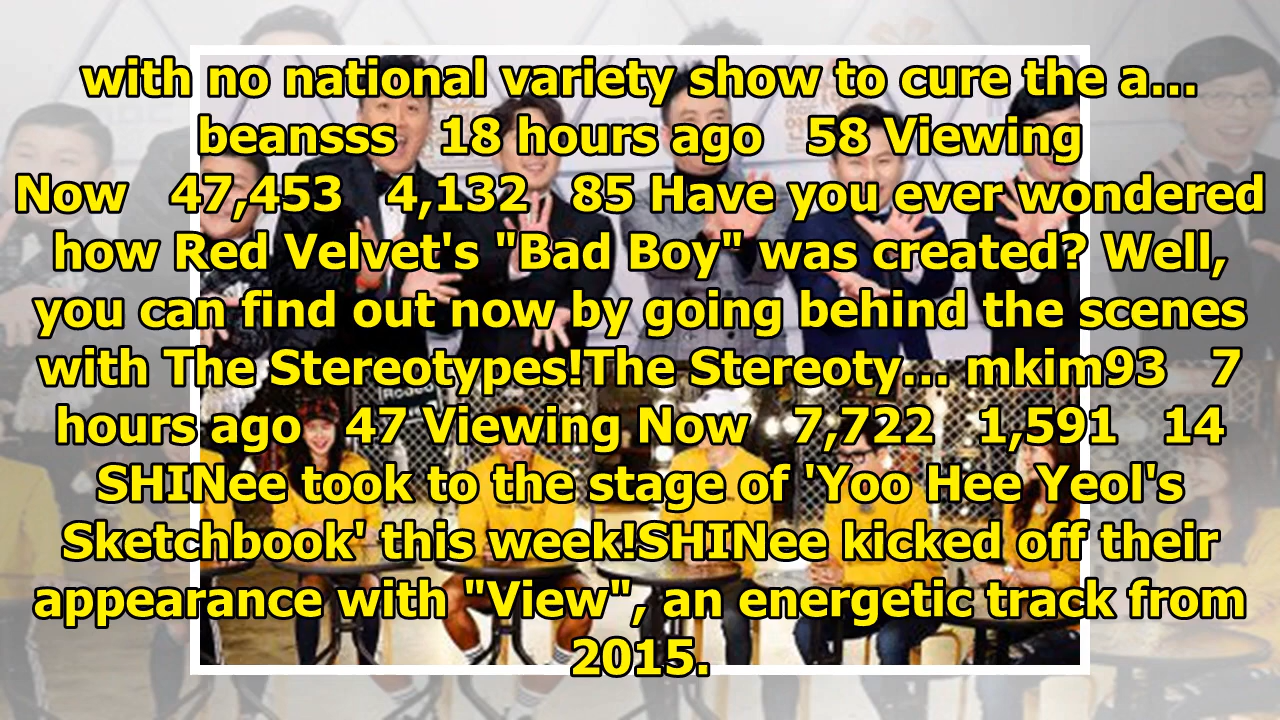 with no national variety show to cure the a...
beansss 18 hours ago 58 Viewing
Now 47,453 4,132 85 Have you ever wondered
how Red Velvet's "Bad Boy" was created? Well,
you can find out now by going behind the scenes
with The Stereotypes!The Stereoty... mkim93 7
hours ago 47 Viewing Now 7,722 1,591 14
SHINee took to the stage of 'Yoo Hee Yeol's
Sketchbook' this week!SHINee kicked off their
appearance with "View", an energetic track from
2015.